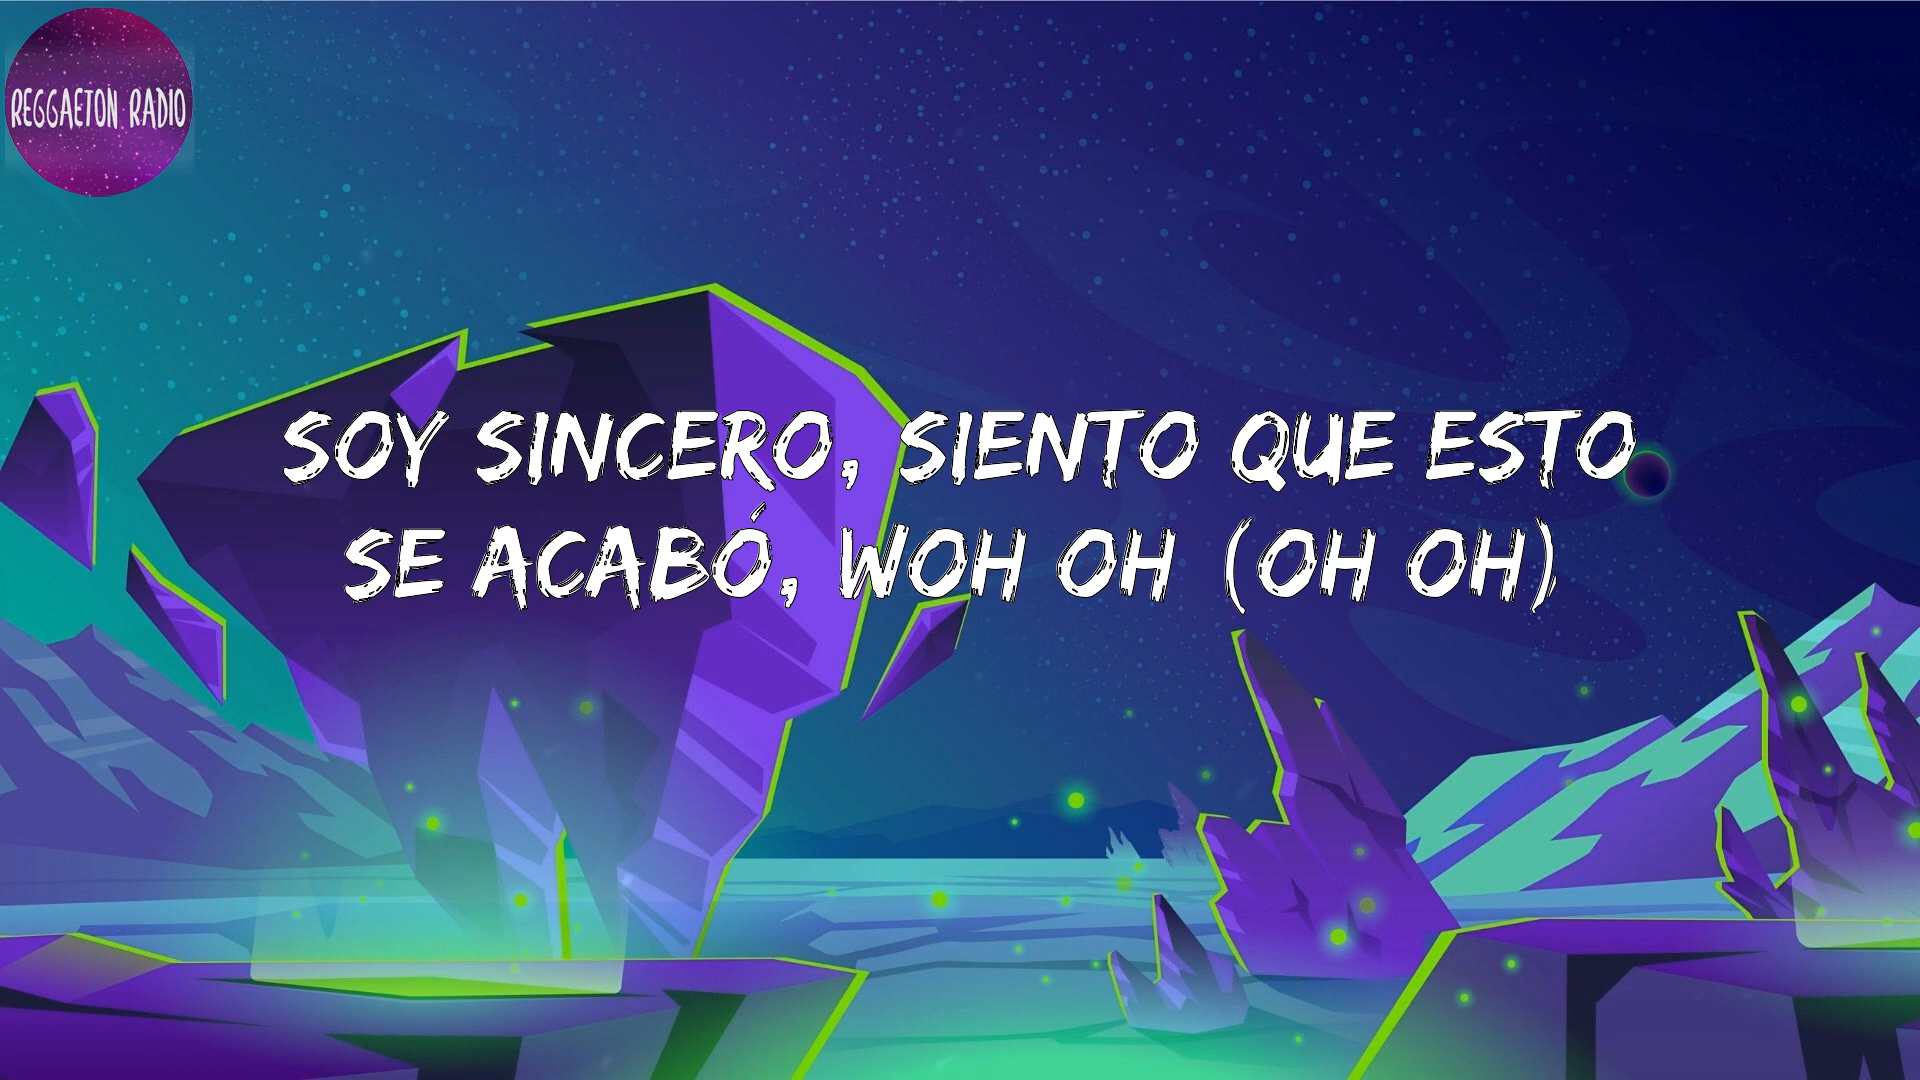 REGGAETON RADIO
SOY SINCERO, SIENTO QUE ESTO
SE ACABÓ, WOH OH (OH OH)